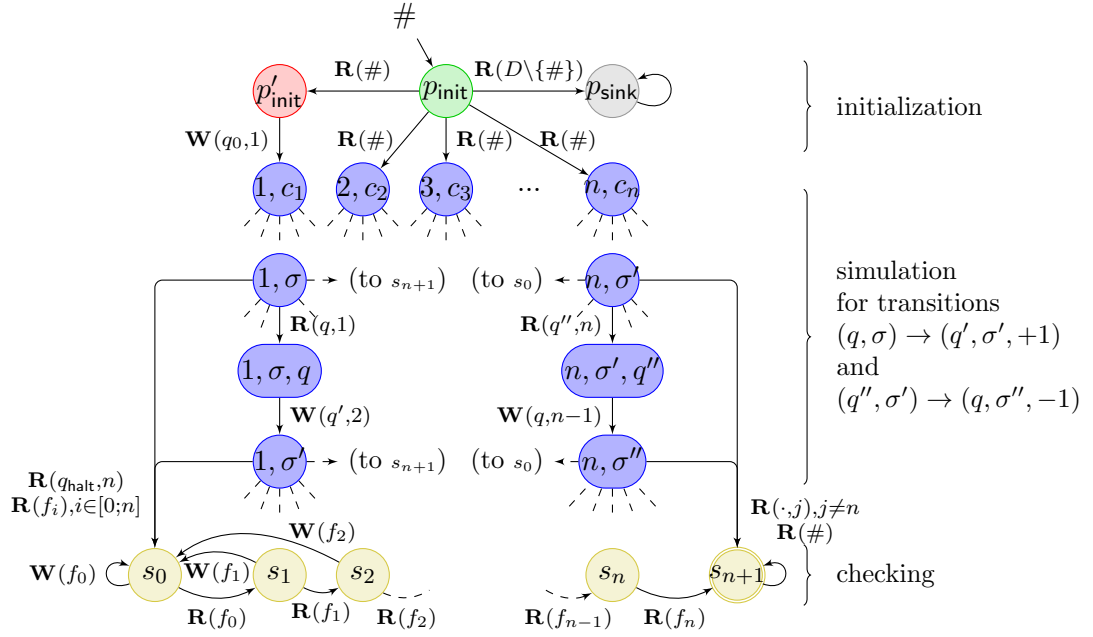 #
R(#)
R(D\{#})
p′init
pinit
psink
initialization
W(q0,1)
R(#)
R(#)
R(#)
1, c1
2, c2
3, c3
...
n, cn
1, σ
(to sn+1)
(to s0)
n, σ′
simulation
for transitions
(q, σ) → (q′, σ′, +1)
and
(q′′, σ′) → (q, σ′′, −1)
R(q,1)
R(q′′,n)
1, σ, q
n, σ′, q′′
W(q′,2)
W(q,n−1)
1, σ′
(to sn+1)
(to s0)
n, σ′′
R(qhalt,n)
R(fi),i∈[0;n]
R(·,j),j≠n
R(#)
W(f2)
W(f0)
s0
W(f1)
s1
s2
sn
sn+1
checking
R(f0)
R(f1)
R(f2)
R(fn−1)
R(fn)